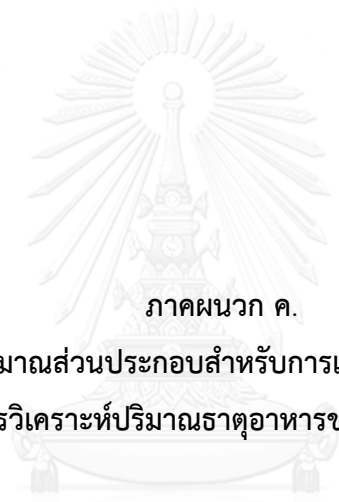 ภาคผนวก ค.
มาณส่วนประกอบสำหรับการเ
รวิเคราะห์ปริมาณธาตุอาหารข